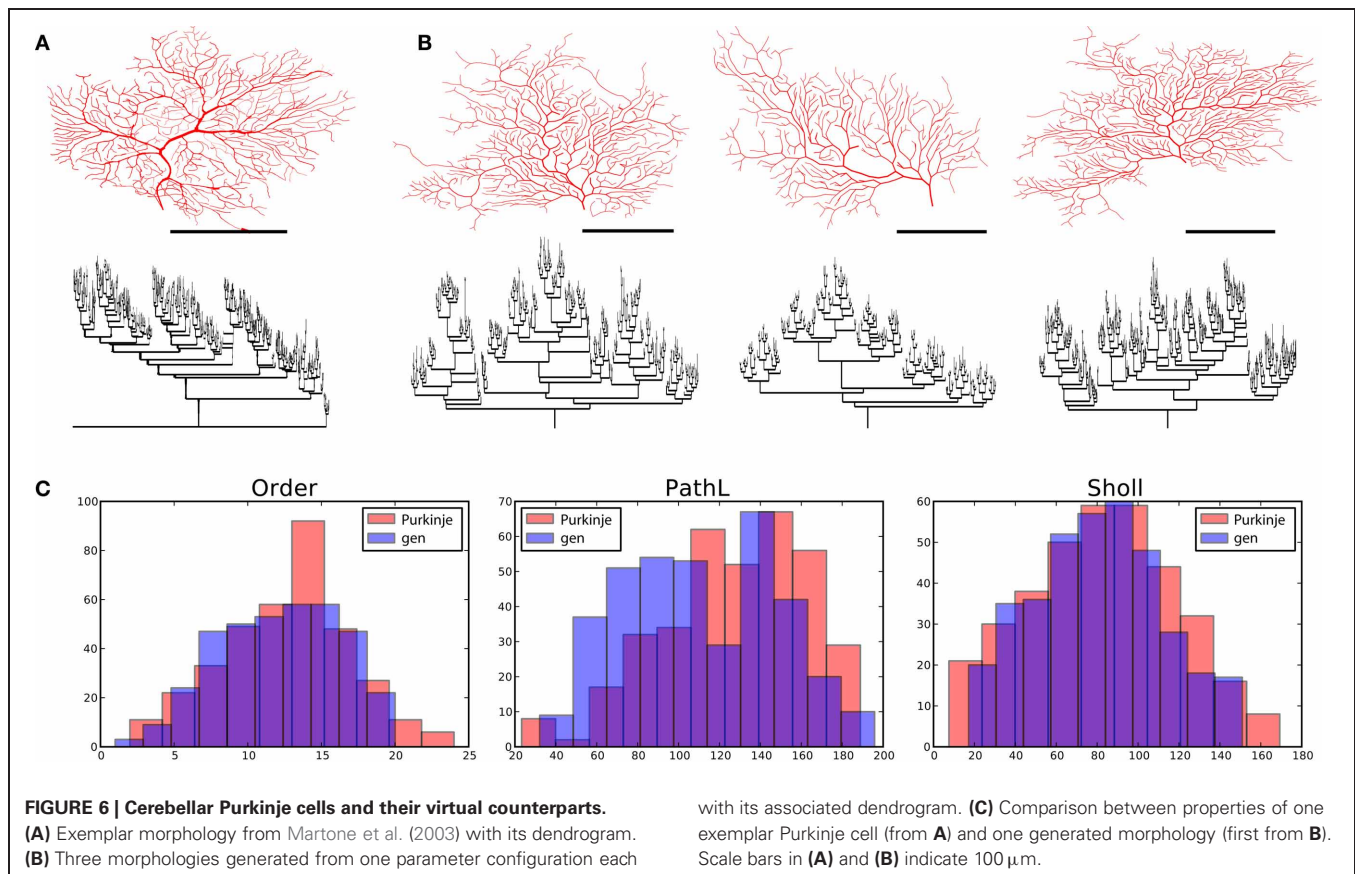 A
B
C
Order
100
80
60
40
20
0
0 5 10 15 20 25
Purkinje
gen
PathL
70
60
50
40
30
20
10
0
20 40 60 80 100 120 140 160 180 200
Purkinje
gen
Sholl
60
50
40
30
20
10
0
0 20 40 60 80 100 120 140 160 180
Purkinje
gen
FIGURE 6 | Cerebellar Purkinje cells and their virtual counterparts.
(A) Exemplar morphology from Martone et al. (2003) with its dendrogram.
(B) Three morphologies generated from one parameter configuration each
with its associated dendrogram. (C) Comparison between properties of one
exemplar Purkinje cell (from A) and one generated morphology (first from B).
Scale bars in (A) and (B) indicate 100 μm.